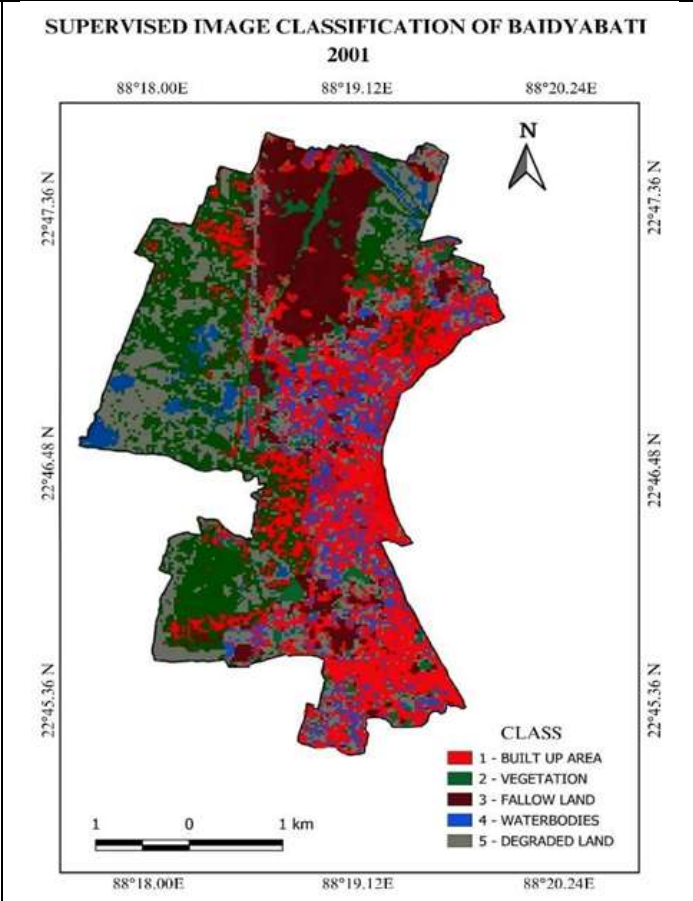 SUPERVISED IMAGE CLASSIFICATION OF BAIDYABATI
2001
88°18.00E 88°19.12E 88°20.24E
N
22°47.36 N 22°47.36 N
22°46.48 N 22°46.48 N
22°45.36 N 22°45.36 N
CLASS
1 - BUILT UP AREA
2 - VEGETATION
3 - FALLOW LAND
4 - WATERBODIES
5 - DEGRADED LAND
1 0 1 km
88°18.00E 88°19.12E 88°20.24E